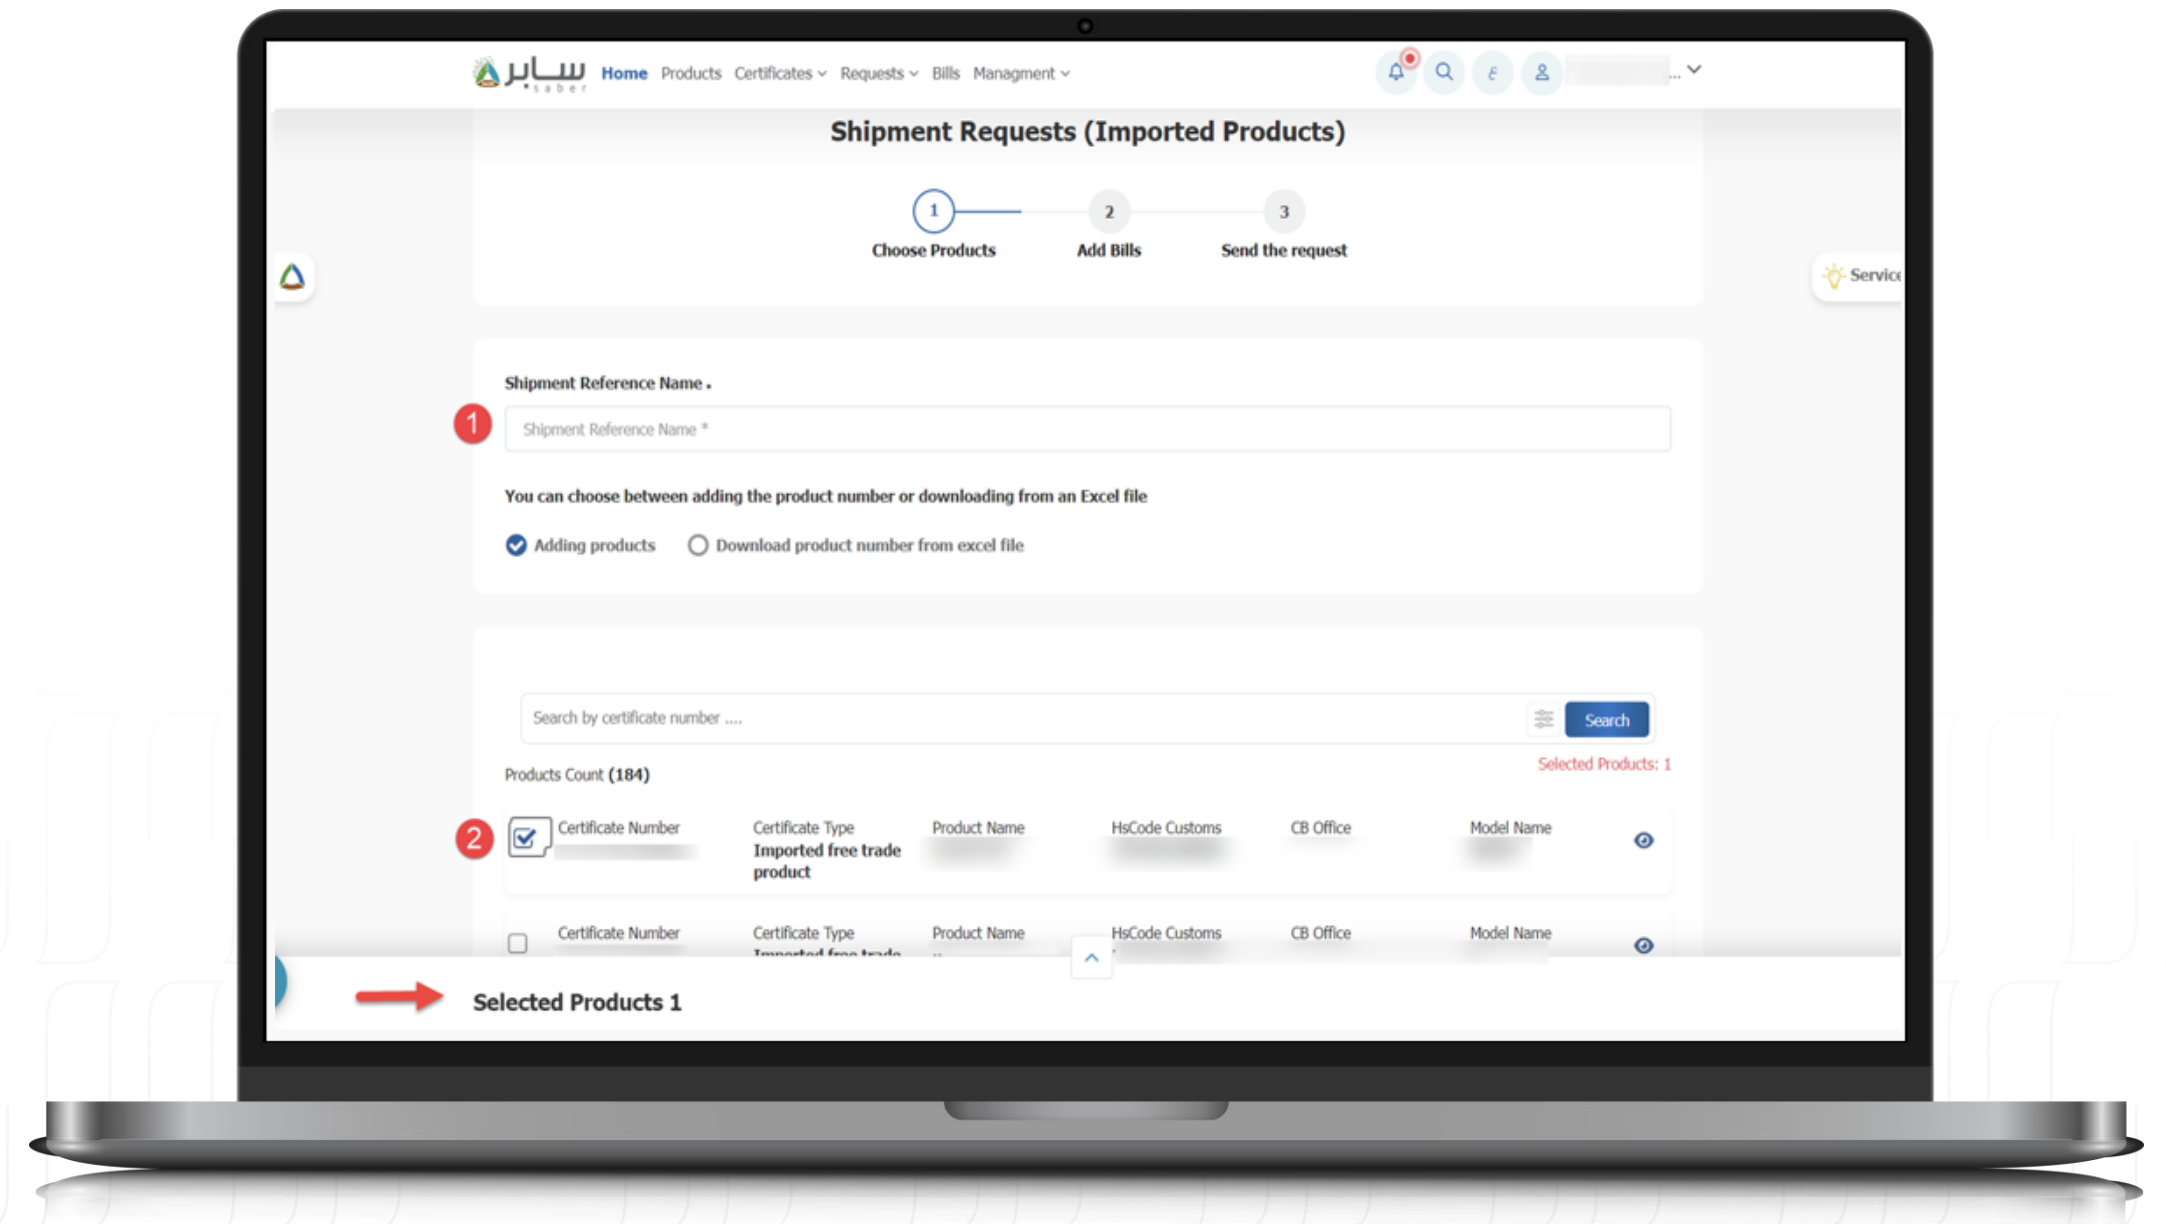 سابر
saber
Home Products Certificates Requests Bills Managment
ع
...
Shipment Requests (Imported Products)
1 2 3
Choose Products Add Bills Send the request
Service
Shipment Reference Name .
1
Shipment Reference Name *
You can choose between adding the product number or downloading from an Excel file
Adding products Download product number from excel file
Search by certificate number ....
Search
Products Count (184)
Selected Products: 1
2
Certificate Number Certificate Type Product Name HsCode Customs CB Office Model Name
Imported free trade
product
Certificate Number Certificate Type Product Name HsCode Customs CB Office Model Name
Imported free trade
Selected Products 1